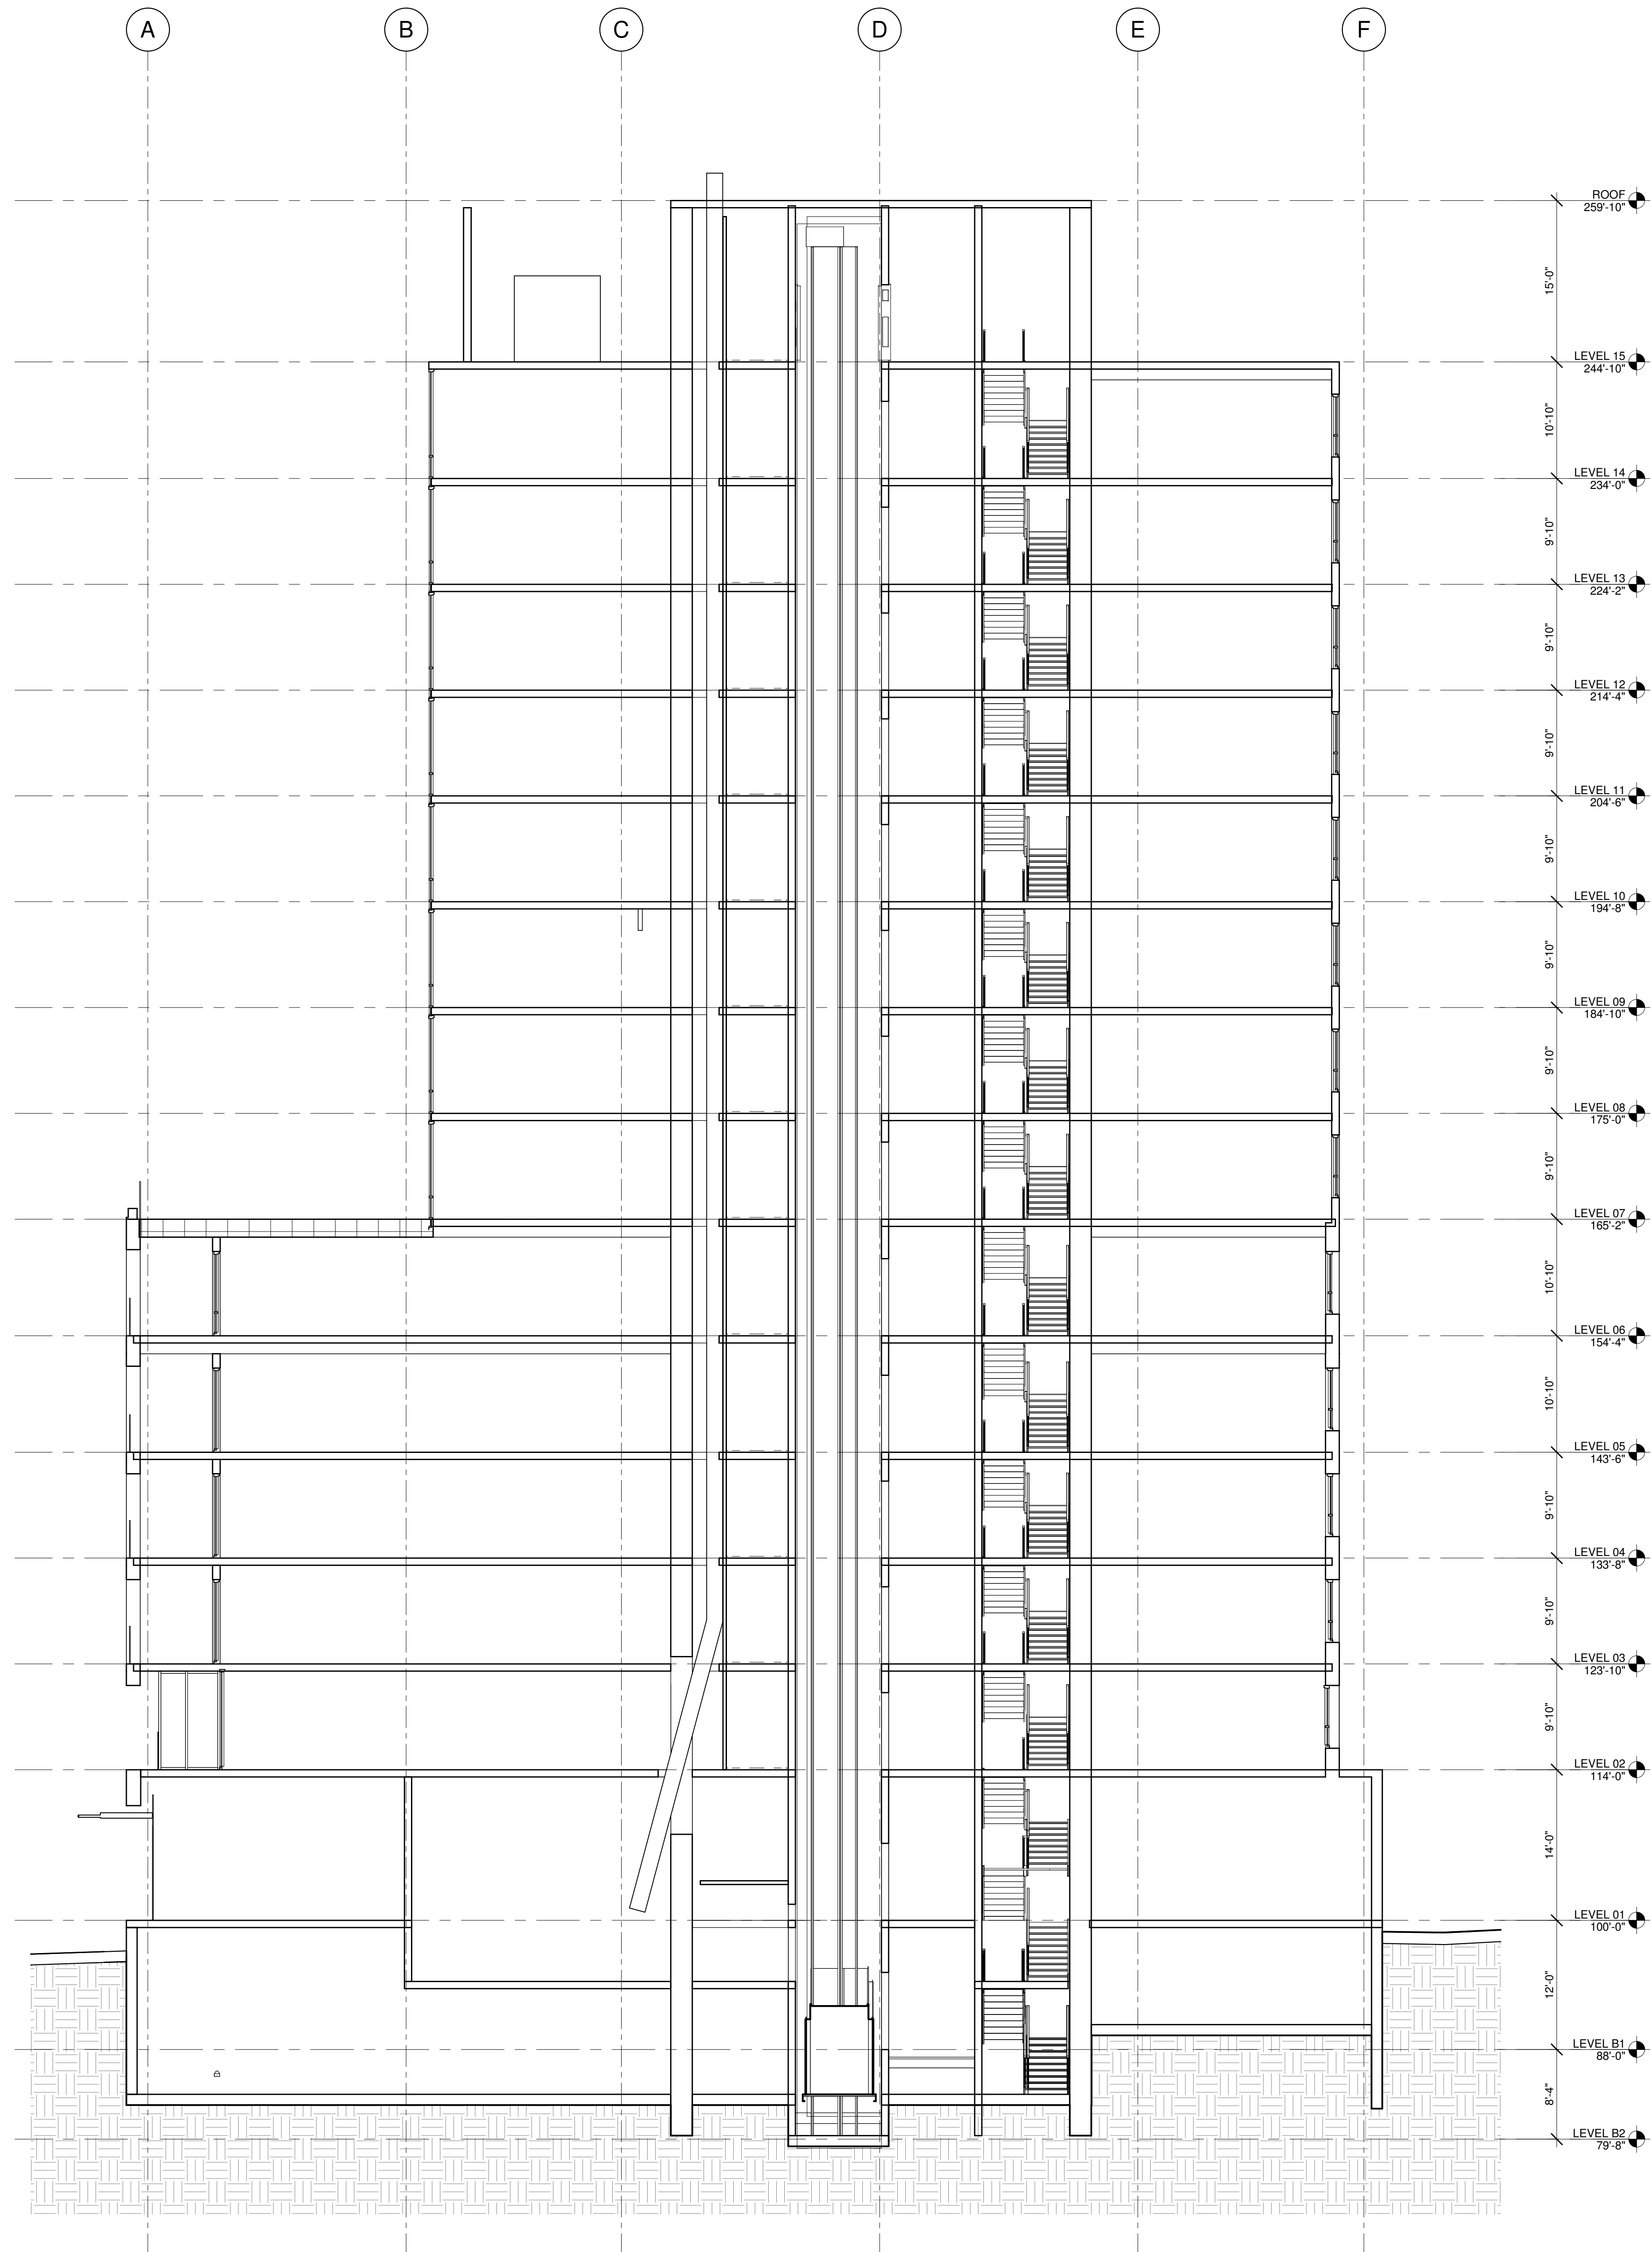 A B C D E F
ROOF
259'-10"
15'-0"
LEVEL 15
244'-10"
10'-10"
LEVEL 14
234'-0"
9'-10"
LEVEL 13
224'-2"
9'-10"
LEVEL 12
214'-4"
9'-10"
LEVEL 11
204'-6"
9'-10"
LEVEL 10
194'-8"
9'-10"
LEVEL 09
184'-10"
9'-10"
LEVEL 08
175'-0"
9'-10"
LEVEL 07
165'-2"
10'-10"
LEVEL 06
154'-4"
10'-10"
LEVEL 05
143'-6"
9'-10"
LEVEL 04
133'-8"
9'-10"
LEVEL 03
123'-10"
9'-10"
LEVEL 02
114'-0"
14'-0"
LEVEL 01
100'-0"
12'-0"
LEVEL B1
88'-0"
8'-4"
LEVEL B2
79'-8"